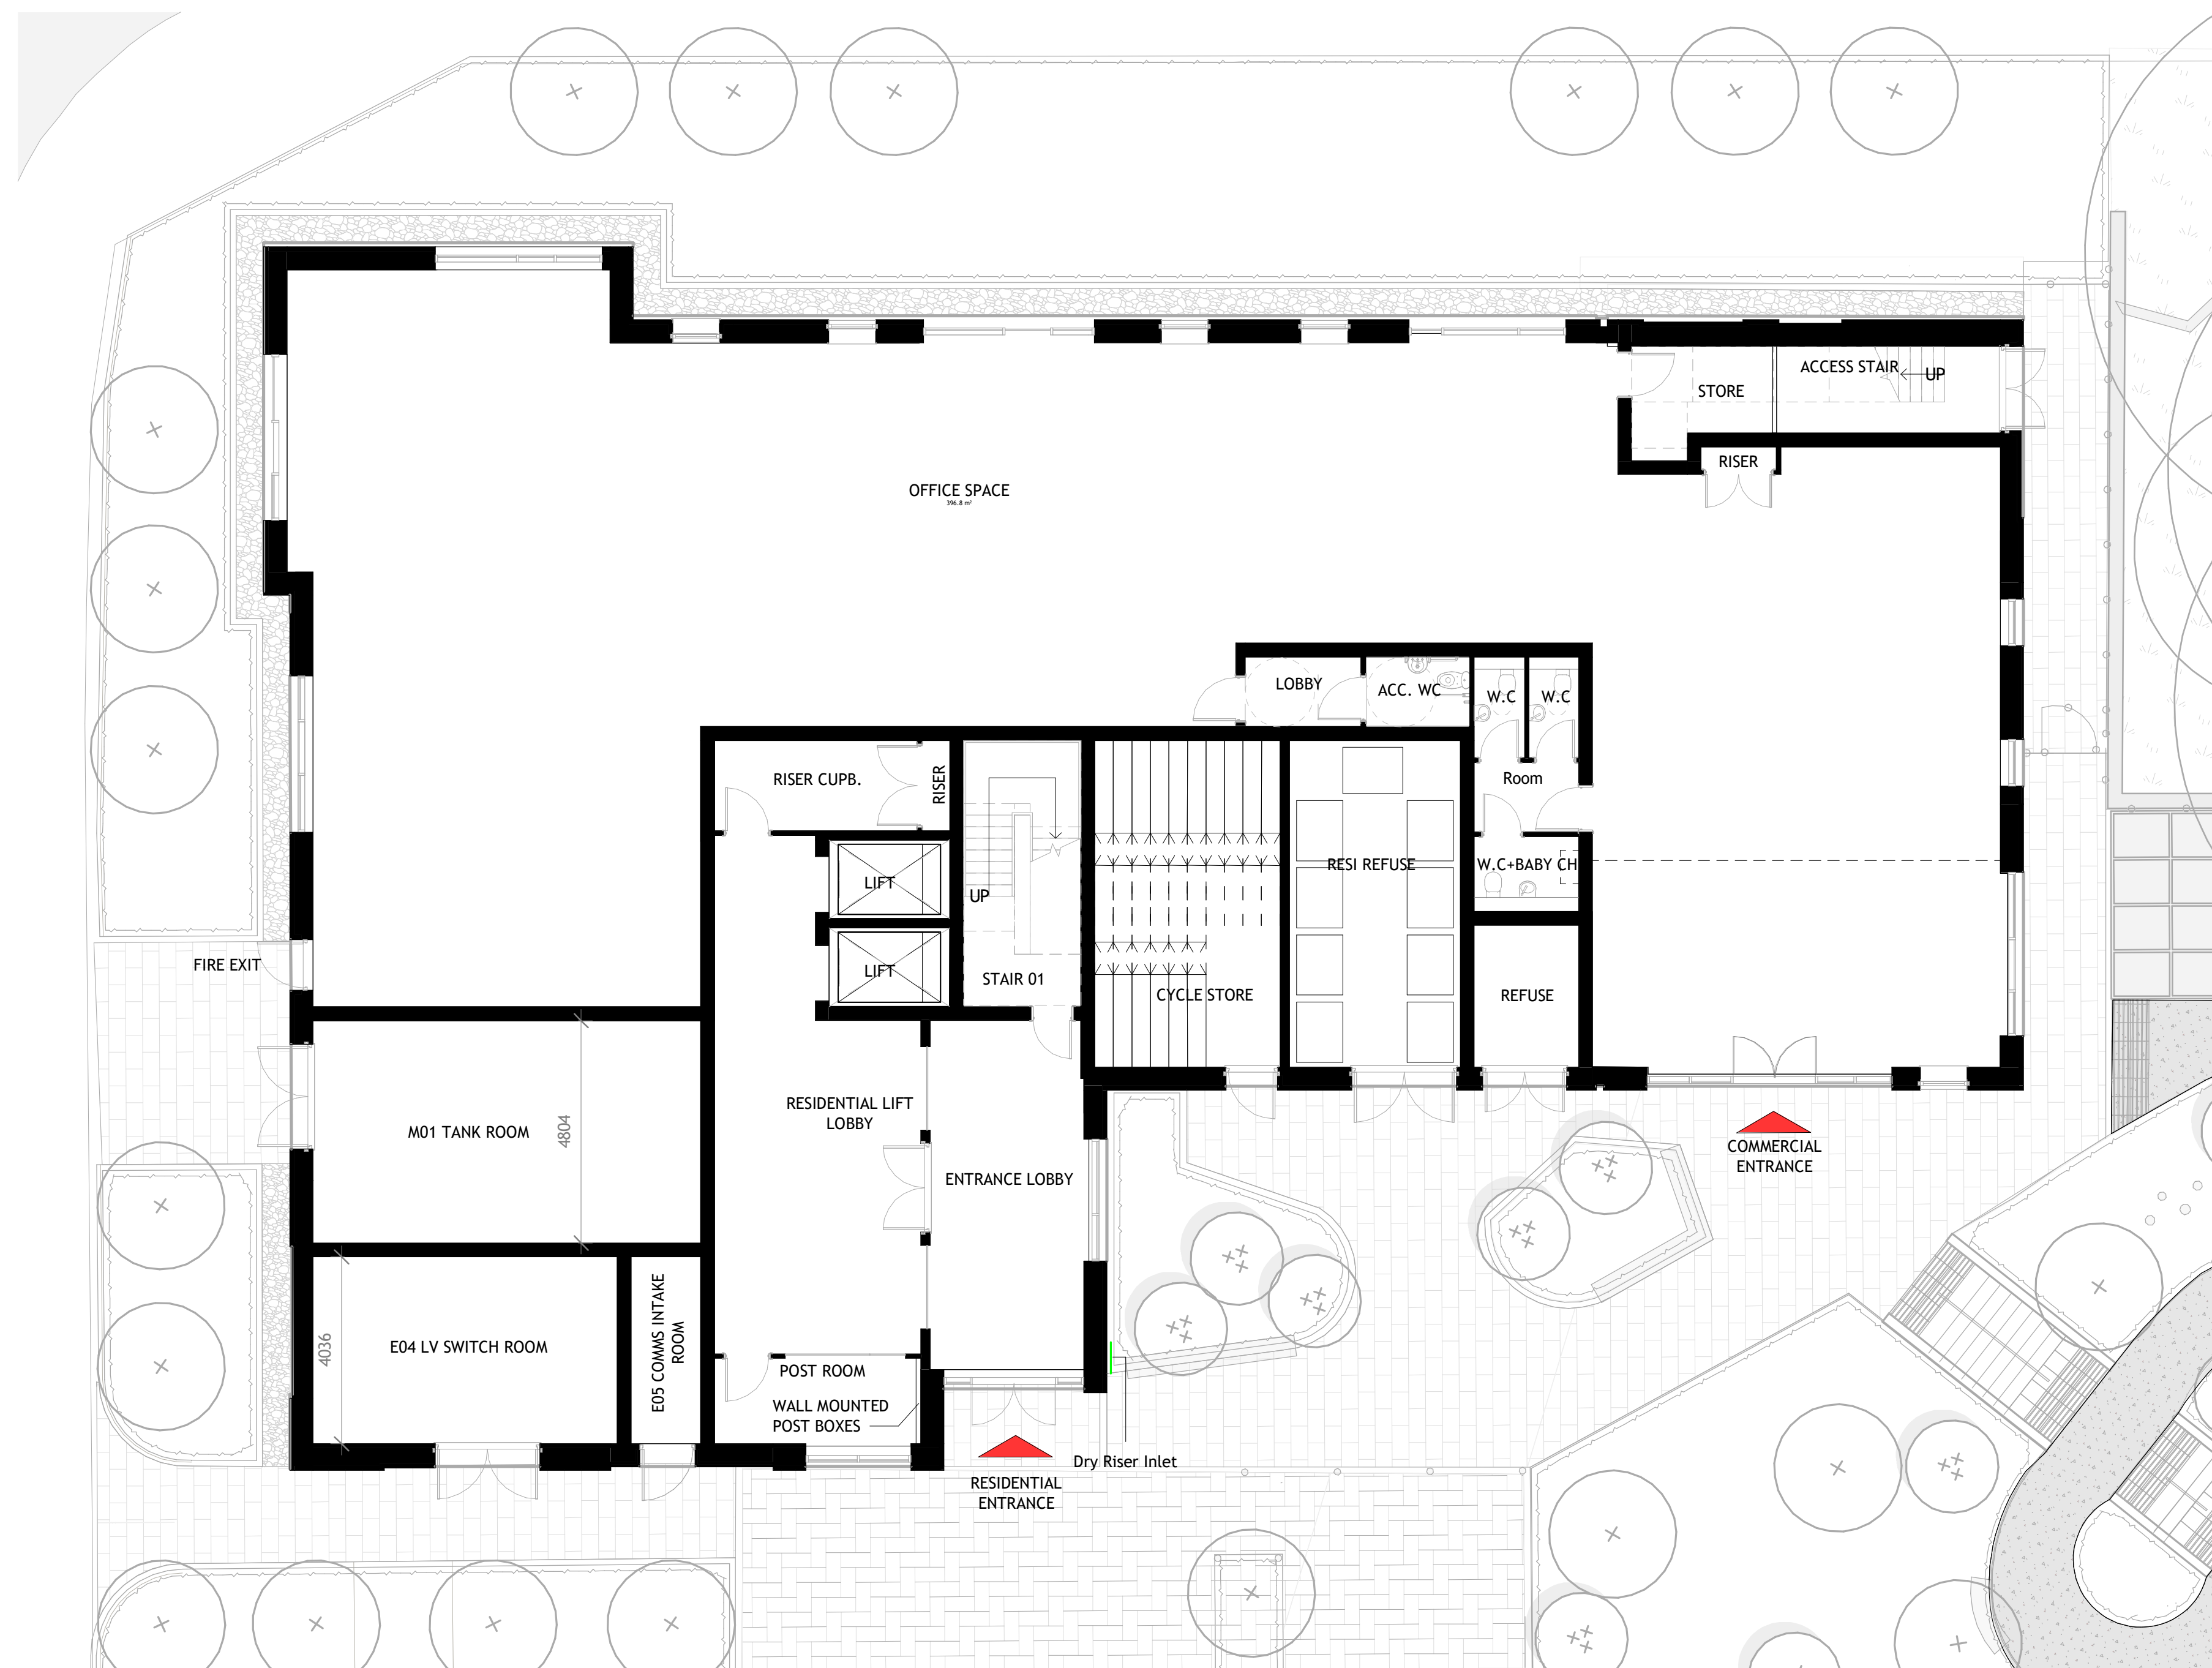 ACCESS STAIR
UP
STORE
RISER
OFFICE SPACE
396.8 m²
LOBBY
ACC. WC
W.C
W.C
RISER CUPB.
RISER
Room
LIFT
UP
RESI REFUSE
W.C+BABY CH
FIRE EXIT
LIFT
STAIR 01
CYCLE STORE
REFUSE
RESIDENTIAL LIFT
LOBBY
M01 TANK ROOM
4804
ENTRANCE LOBBY
COMMERCIAL
ENTRANCE
4036
E04 LV SWITCH ROOM
E05 COMMS INTAKE
ROOM
POST ROOM
WALL MOUNTED
POST BOXES
Dry Riser Inlet
RESIDENTIAL
ENTRANCE